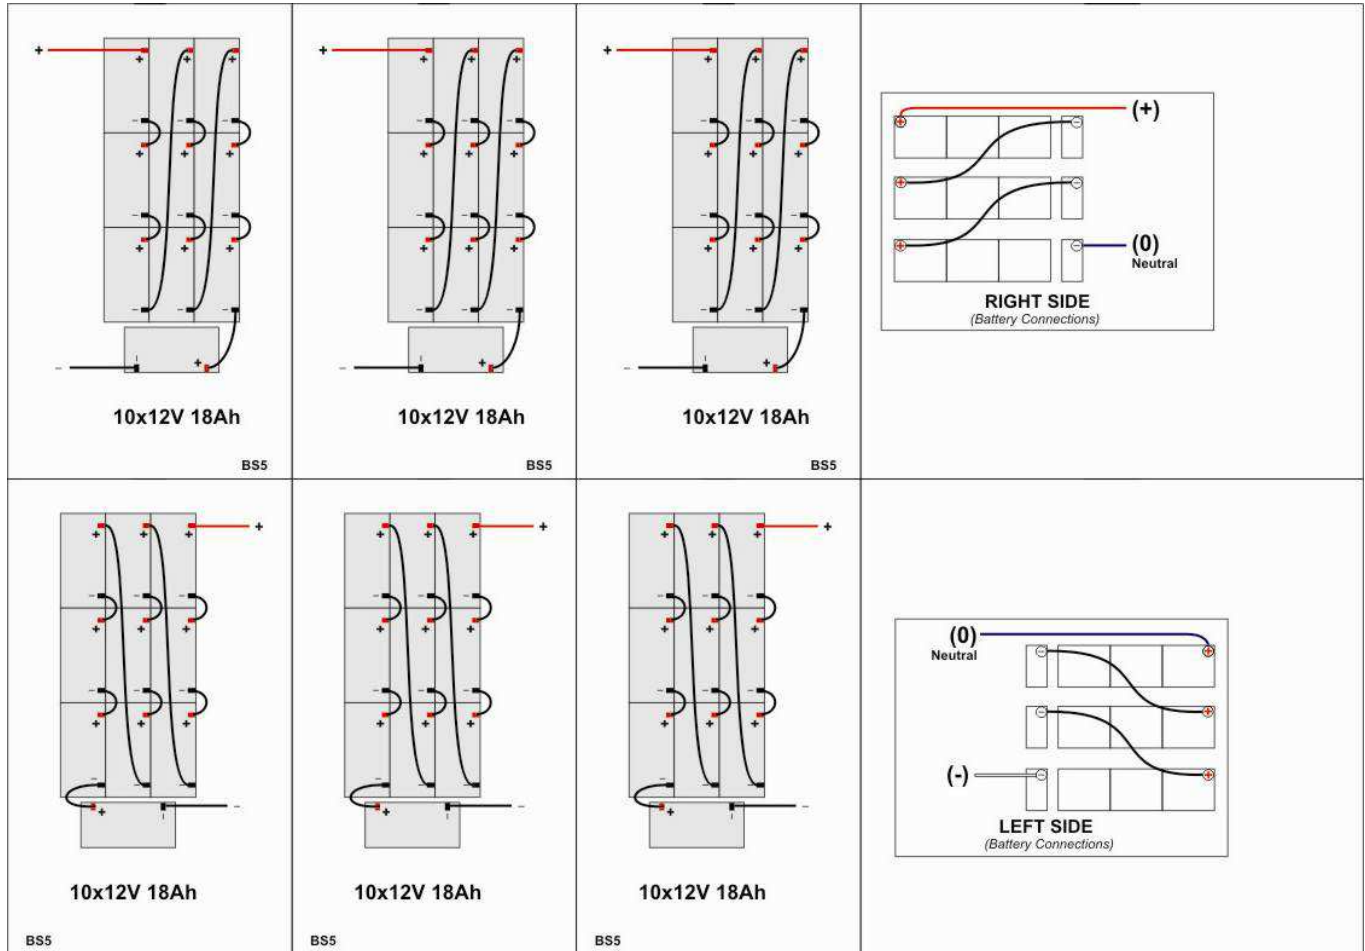 10x12V 18Ah
BS5
10x12V 18Ah
BS5
10x12V 18Ah
BS5
(+)
(0)
Neutral
RIGHT SIDE
(Battery Connections)
10x12V 18Ah
BS5
10x12V 18Ah
BS5
10x12V 18Ah
BS5
(0)
Neutral
(-)
LEFT SIDE
(Battery Connections)